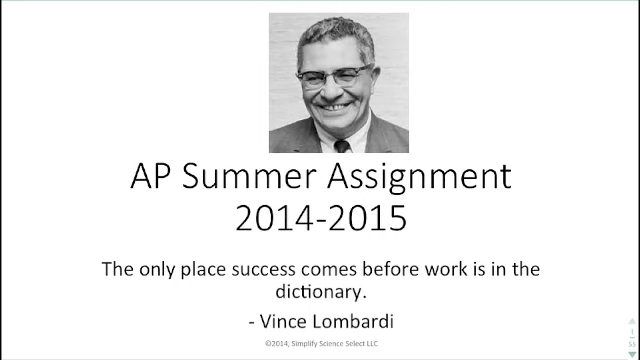 AP Summer Assignment
2014-2015
The only place success comes before work is in the
dictionary.
- Vince Lombardi
©2014, Simplify Science Select LLC